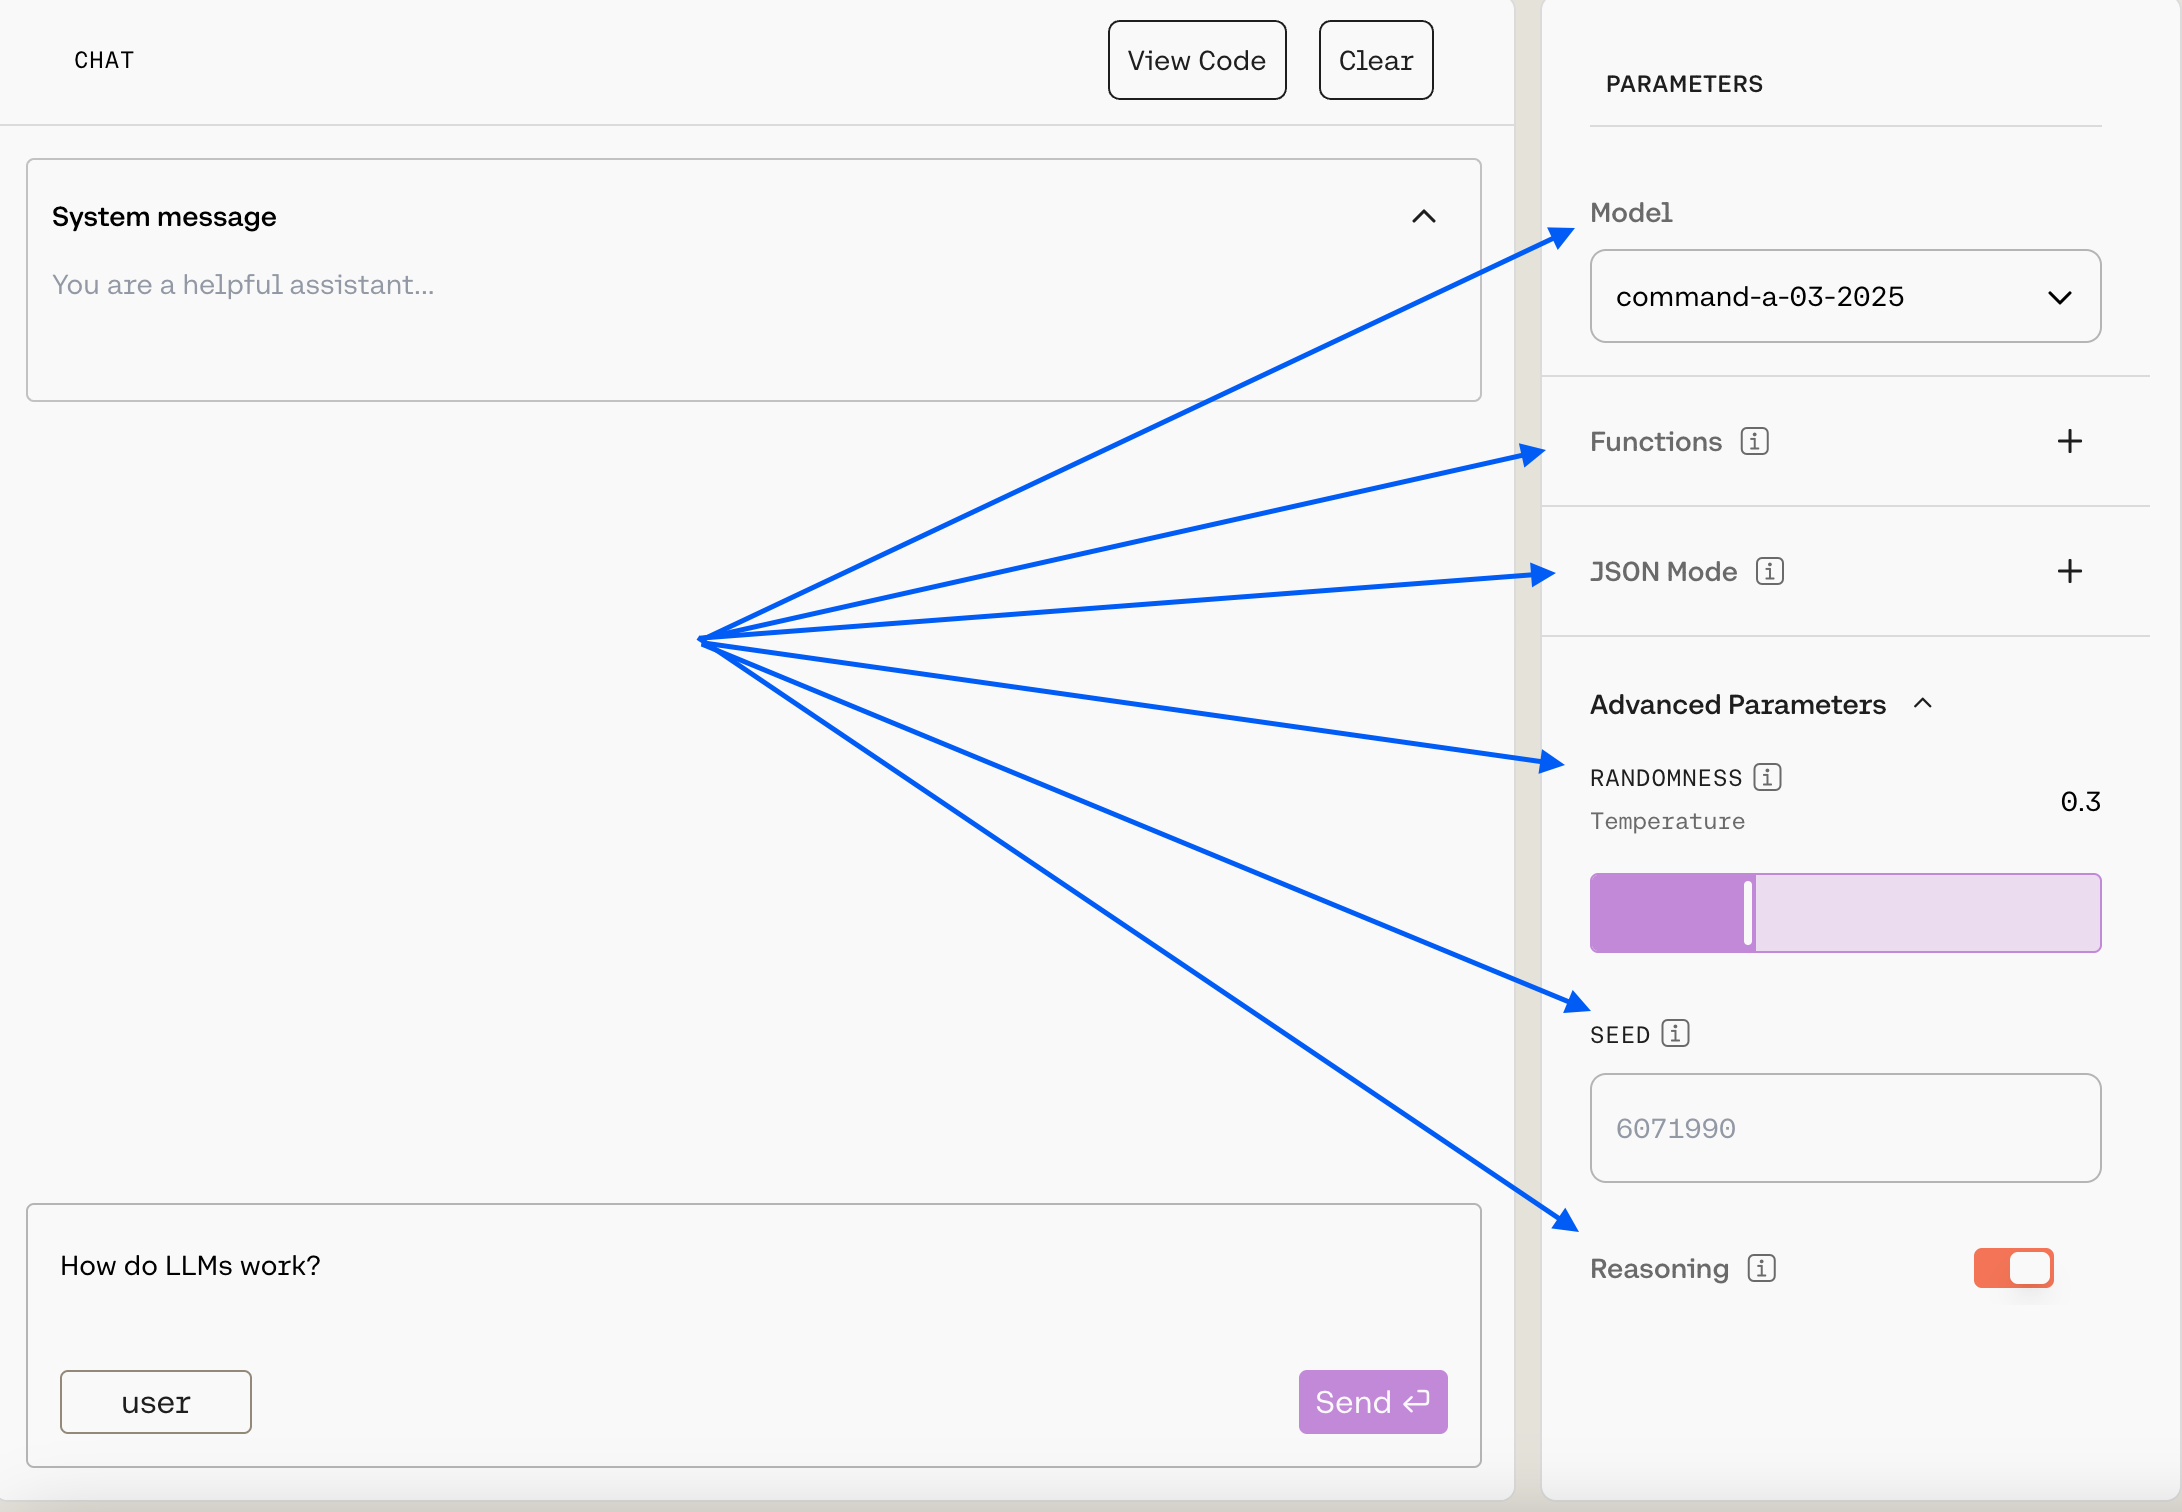 CHAT
View Code
Clear
System message
You are a helpful assistant...
How do LLMs work?
user
Send
PARAMETERS
Model
command-a-03-2025
Functions
JSON Mode
Advanced Parameters
RANDOMNESS
0.3
Temperature
SEED
6071990
Reasoning